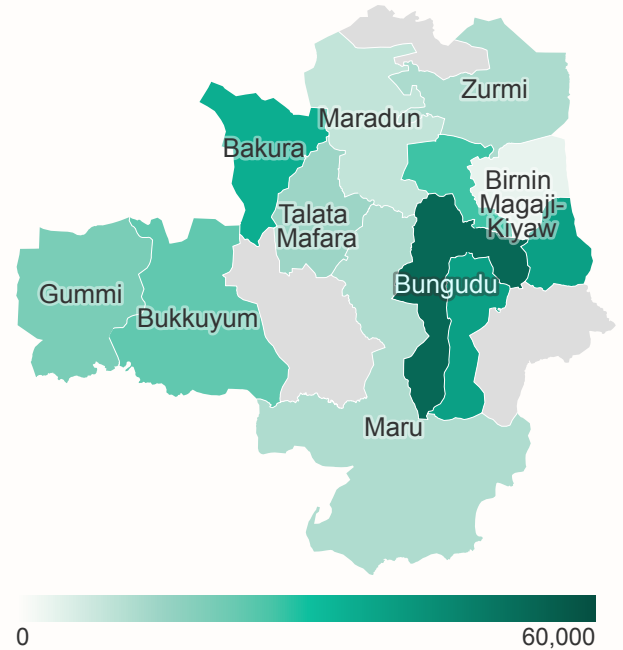 Zurmi
Maradun
Bakura
Birnin
Magaji-
Kiyaw
Talata
Mafara
Bungudu
Gummi
Bukkuyum
Maru
0
60,000